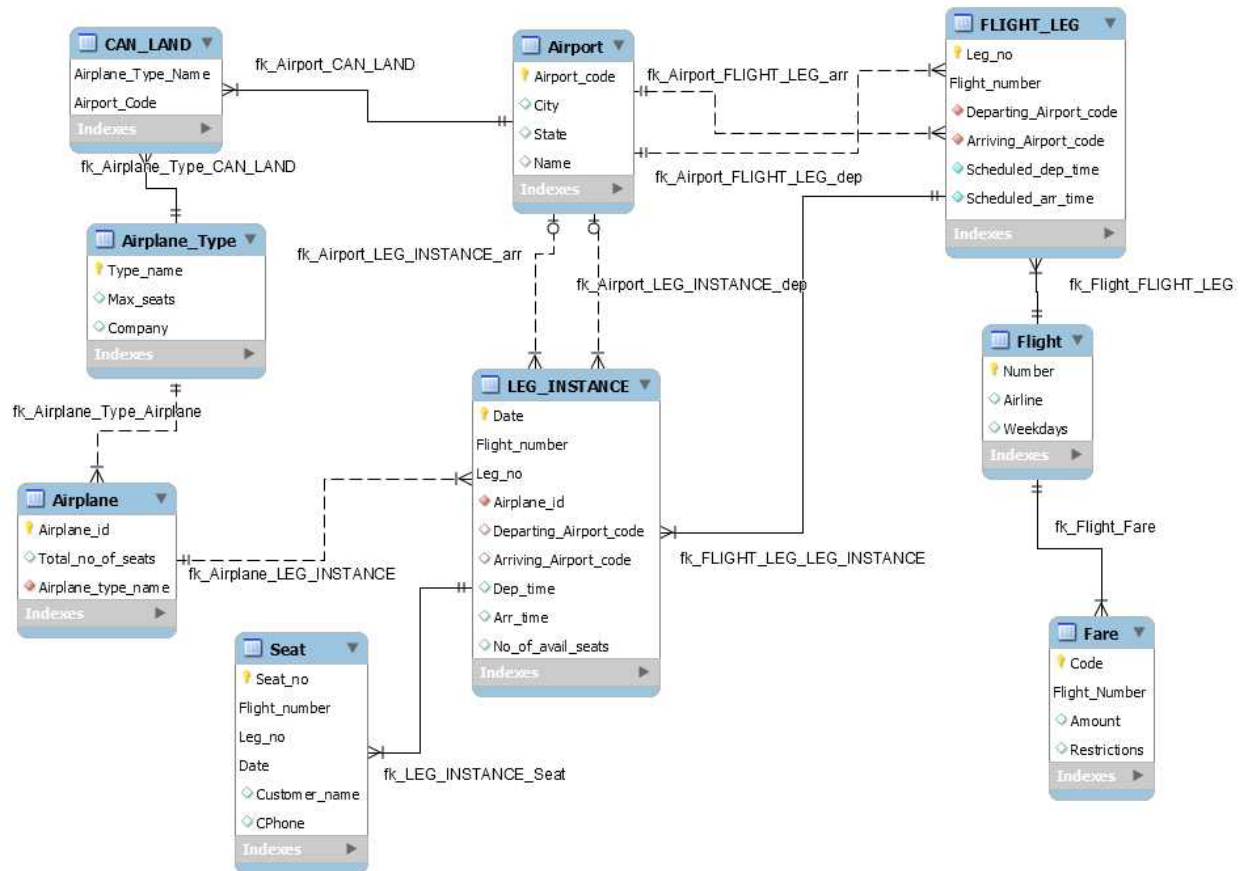 CAN_LAND
Airplane_Type_Name
Airport_Code
Indexes
fk_Airport_CAN_LAND
Airport
Airport_code
City
State
Name
Indexes
fk_Airport_FLIGHT_LEG_arr
fk_Airport_FLIGHT_LEG_dep
FLIGHT_LEG
Leg_no
Flight_number
Departing_Airport_code
Arriving_Airport_code
Scheduled_dep_time
Scheduled_arr_time
Indexes
fk_Airplane_Type_CAN_LAND
Airplane_Type
Type_name
Max_seats
Company
Indexes
fk_Airport_LEG_INSTANCE_arr
fk_Airport_LEG_INSTANCE_dep
fk_Flight_FLIGHT_LEG
Flight
Number
Airline
Weekdays
Indexes
fk_Airplane_Type_Airplane
LEG_INSTANCE
Date
Flight_number
Leg_no
Airplane_id
Departing_Airport_code
Arriving_Airport_code
Dep_time
Arr_time
No_of_avail_seats
Indexes
Airplane
Airplane_id
Total_no_of_seats
Airplane_type_name
Indexes
fk_Airplane_LEG_INSTANCE
fk_FLIGHT_LEG_LEG_INSTANCE
fk_Flight_Fare
Seat
Seat_no
Flight_number
Leg_no
Date
Customer_name
CPhone
Indexes
fk_LEG_INSTANCE_Seat
Fare
Code
Flight_Number
Amount
Restrictions
Indexes